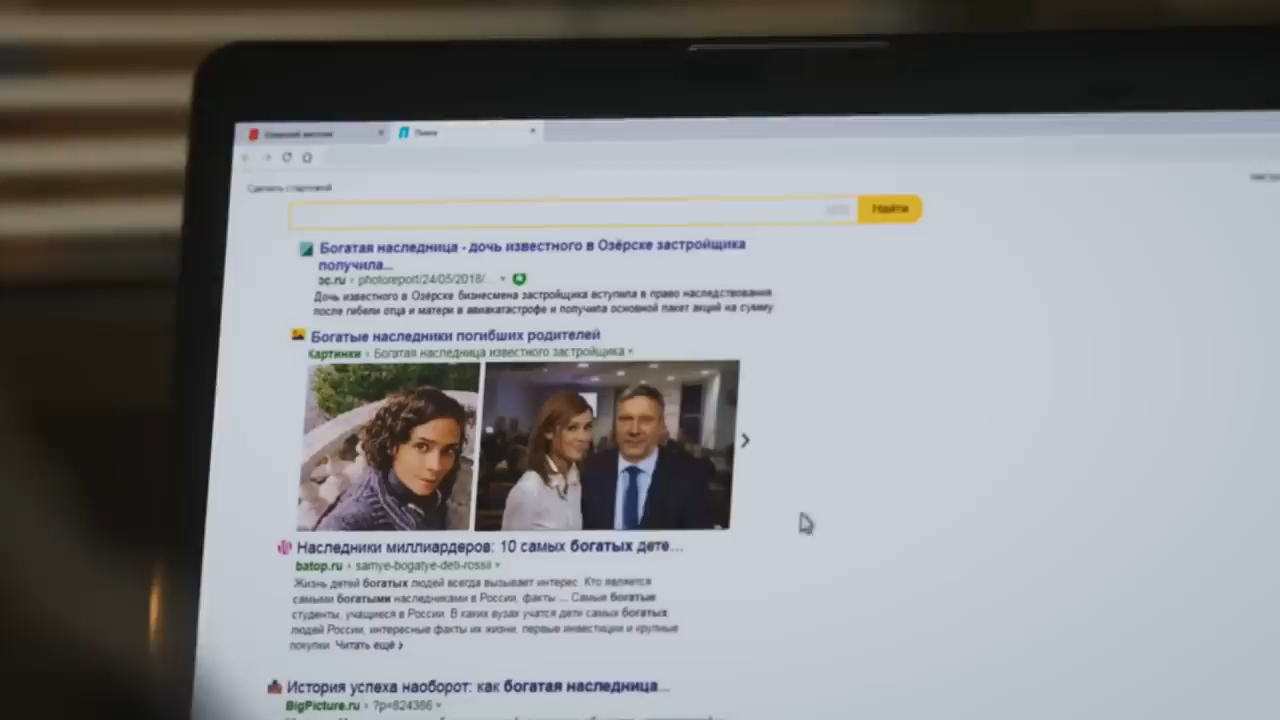 Сделать стартовой
Найти
Богатая наследница - дочь известного в Озёрске застройщика
получила...
photoreport/24/05/2018/...
Дочь известного в Озёрске бизнесмена застройщика вступила в право наследствования
после гибели отца и матери в авиакатастрофе и получила основной пакет акций на сумму
Богатые наследники погибших родителей
Картинки › Богатая наследница известного застройщика
Наследники миллиардеров: 10 самых богатых дете...
batop.ru › samye-bogatye-deti-rossii
Жизнь детей богатых людей всегда вызывает интерес. Кто является
самыми богатыми наследниками в России, факты ... Самые богатые
студенты, учащиеся в России. В каких вузах учатся дети самых богатых
людей России, интересные факты их жизни, первые инвестиции и крупные
покупки. Читать ещё ›
История успеха наоборот: как богатая наследница...
BigPicture.ru › ?p=824386